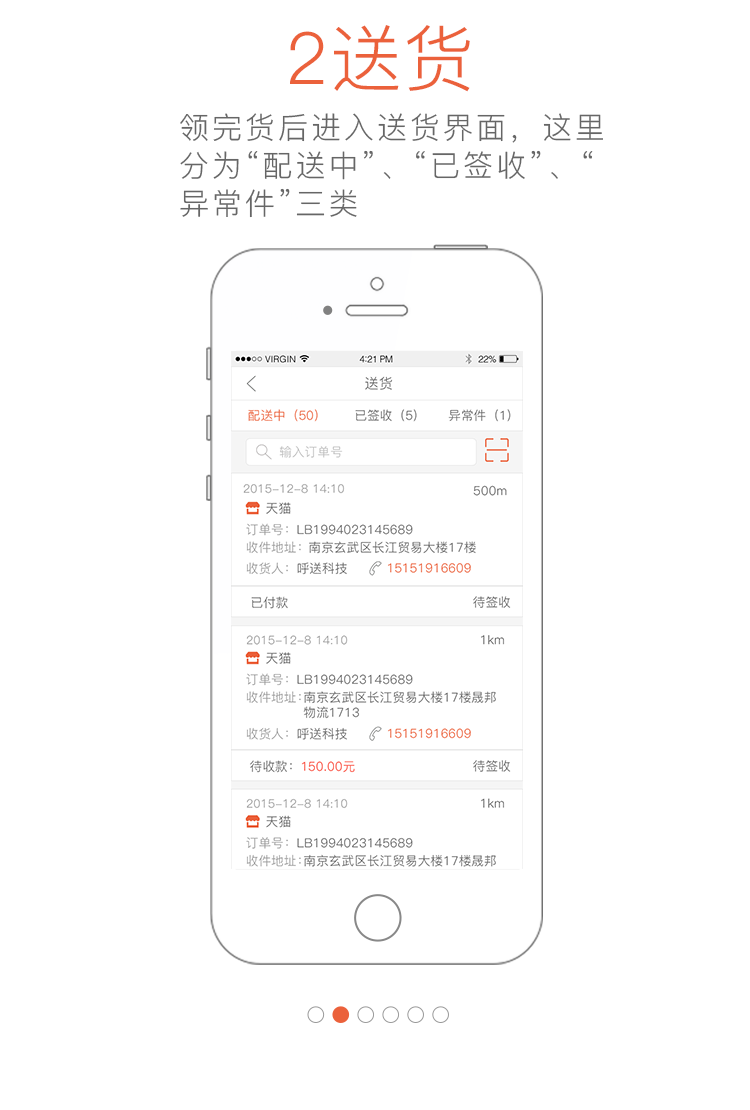 2送货
领完货后进入送货界面，这里
分为“配送中”、“已签收”、“
异常件”三类
VIRGIN 4:21 PM 22%
送货
配送中（50） 已签收（5） 异常件（1）
输入订单号
2015-12-8 14:10 500m
天猫
订单号：LB1994023145689
收件地址：南京玄武区长江贸易大楼17楼
收货人：呼送科技 15151916609
已付款 待签收
2015-12-8 14:10 1km
天猫
订单号：LB1994023145689
收件地址：南京玄武区长江贸易大楼17楼晟邦
物流1713
收货人：呼送科技 15151916609
待收款：150.00元 待签收
2015-12-8 14:10 1km
天猫
订单号：LB1994023145689
收件地址：南京玄武区长江贸易大楼17楼晟邦